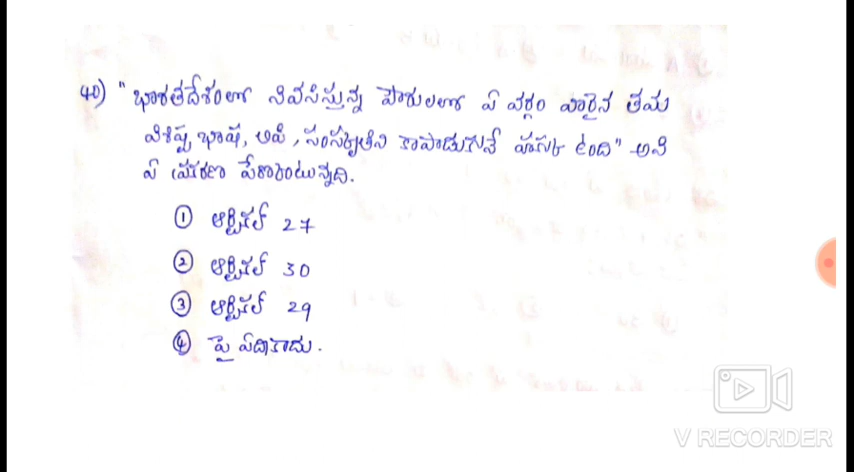 40) "భారతదేశంలో నివసిస్తున్న పౌరులలో ఏ వర్గం వారైన తమ
విశిష్ట భాష, లిపి, సంస్కృతిని కాపాడుకునే హక్కు ఉంది" అని
ఏ ప్రకరణ పేర్కొంటున్నది.
① ఆర్టికల్ 27
② ఆర్టికల్ 30
③ ఆర్టికల్ 29
④ పై ఏదికాదు.
V RECORDER